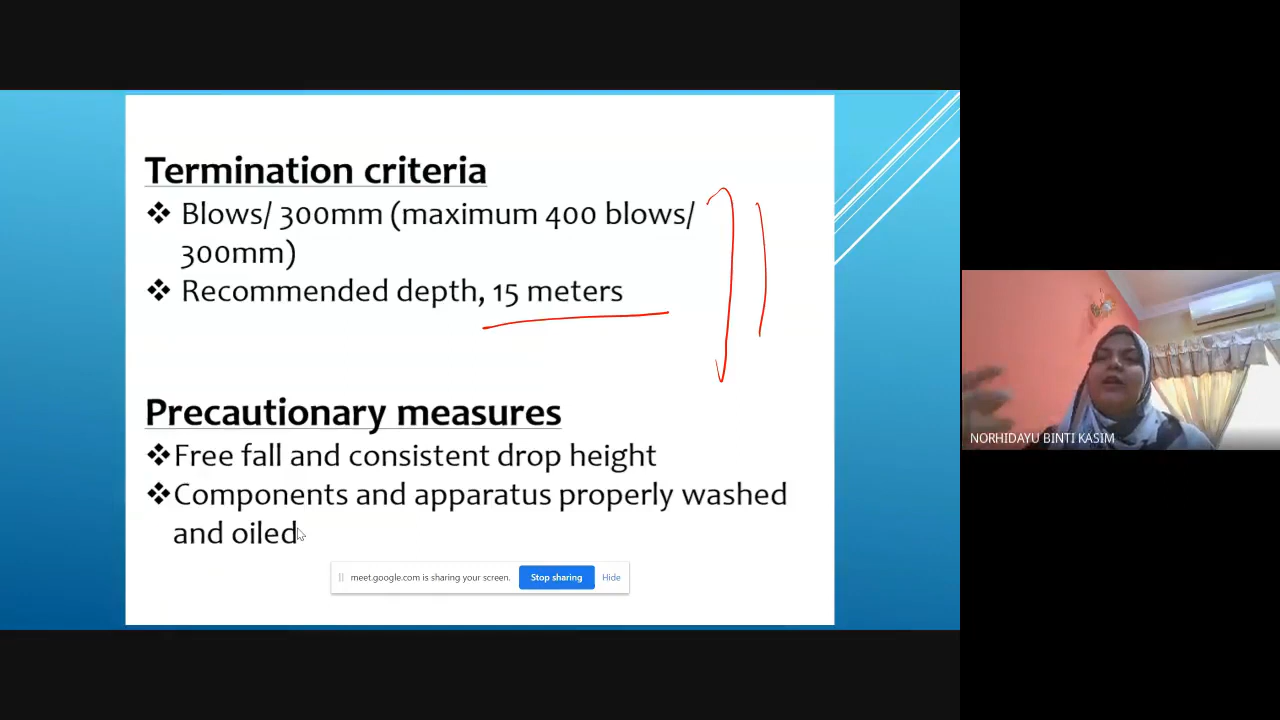 Termination criteria
❖ Blows/ 300mm (maximum 400 blows/
300mm)
❖ Recommended depth, 15 meters
Precautionary measures
❖Free fall and consistent drop height
❖Components and apparatus properly washed
and oiled
meet.google.com is sharing your screen.
Stop sharing
Hide
NORHIDAYU BINTI KASIM